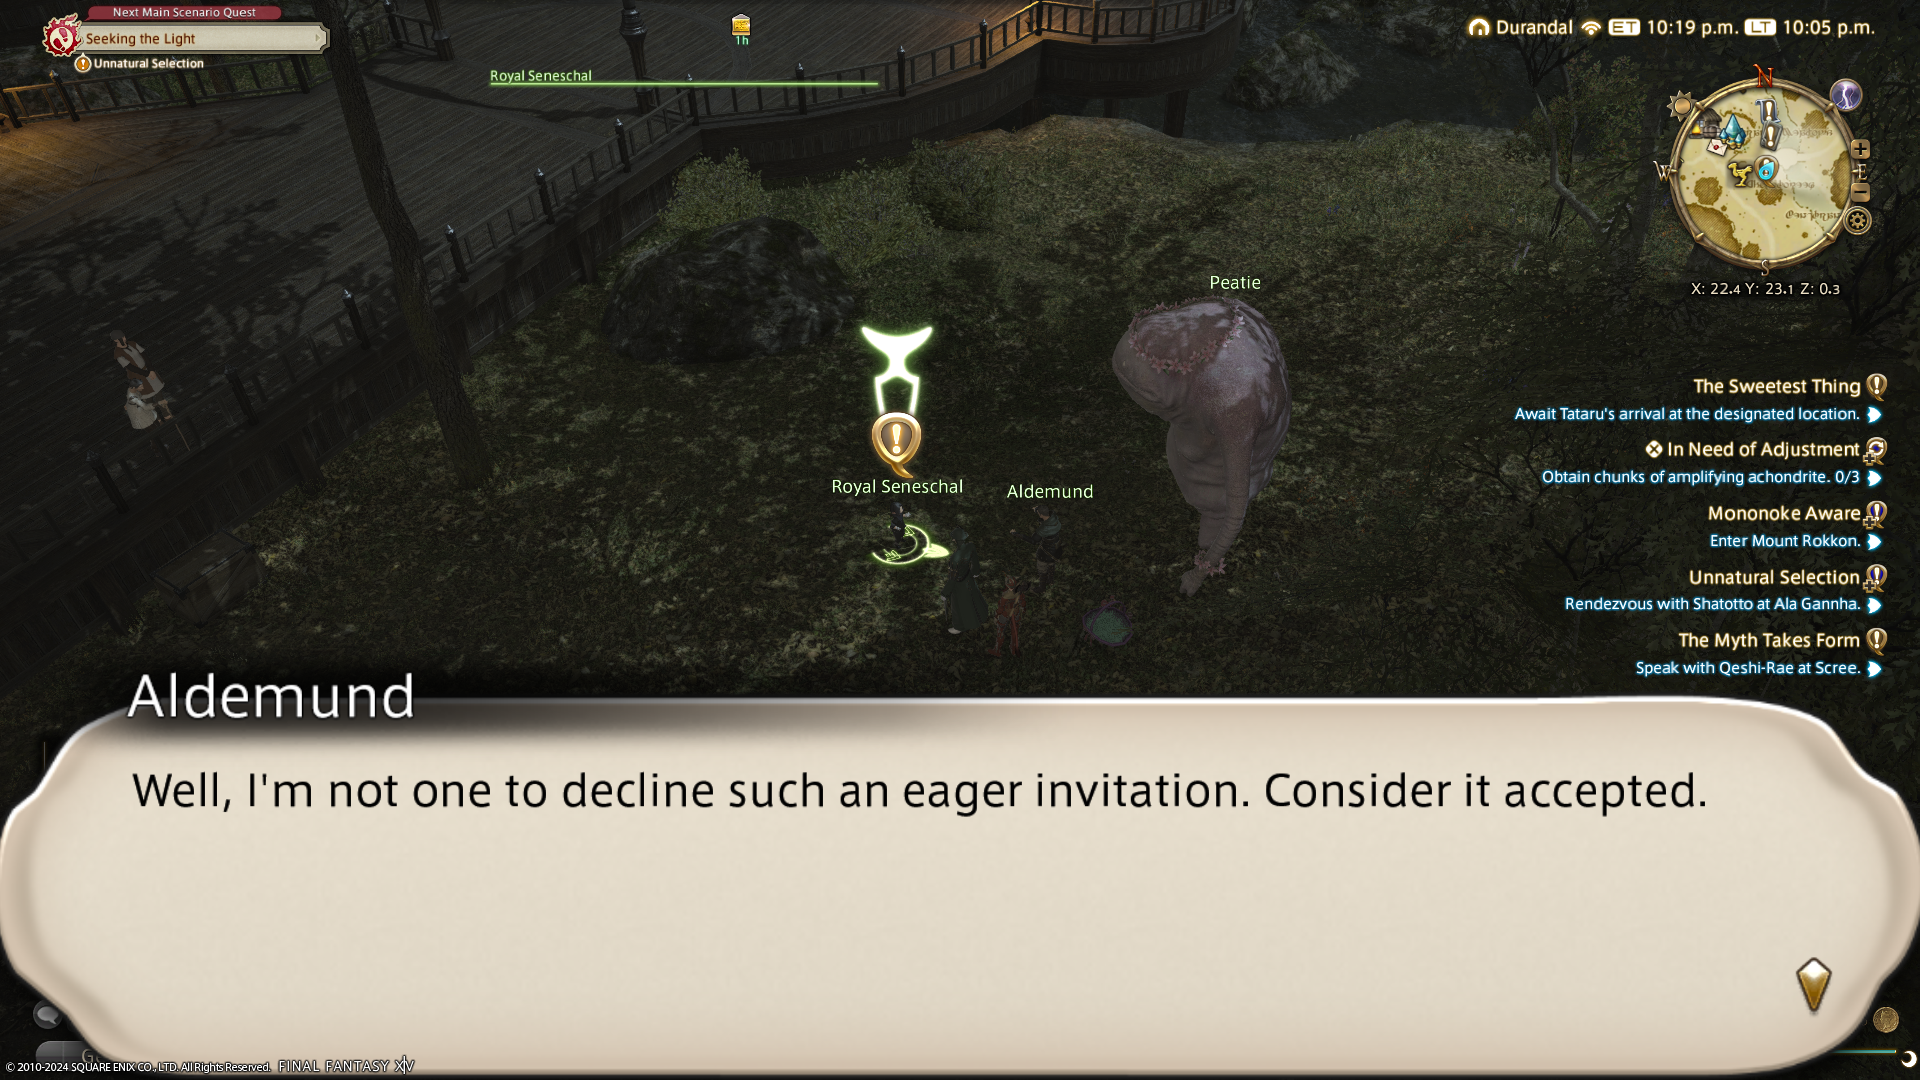 Next Main Scenario Quest
Seeking the Light
Unnatural Selection
1h
Royal Seneschal
Durandal ET 10:19 p.m. LT 10:05 p.m.
N
W
E
S
X: 22.4 Y: 23.1 Z: 0.3
Peatie
Royal Seneschal
Aldemund
The Sweetest Thing
Await Tataru's arrival at the designated location.
In Need of Adjustment
Obtain chunks of amplifying achondrite. 0/3
Mononoke Aware
Enter Mount Rokkon.
Unnatural Selection
Rendezvous with Shatotto at Ala Gannha.
The Myth Takes Form
Speak with Qeshi-Rae at Scree.
Aldemund
Well, I'm not one to decline such an eager invitation. Consider it accepted.
© 2010-2024 SQUARE ENIX CO., LTD. All Rights Reserved. FINAL FANTASY XIV